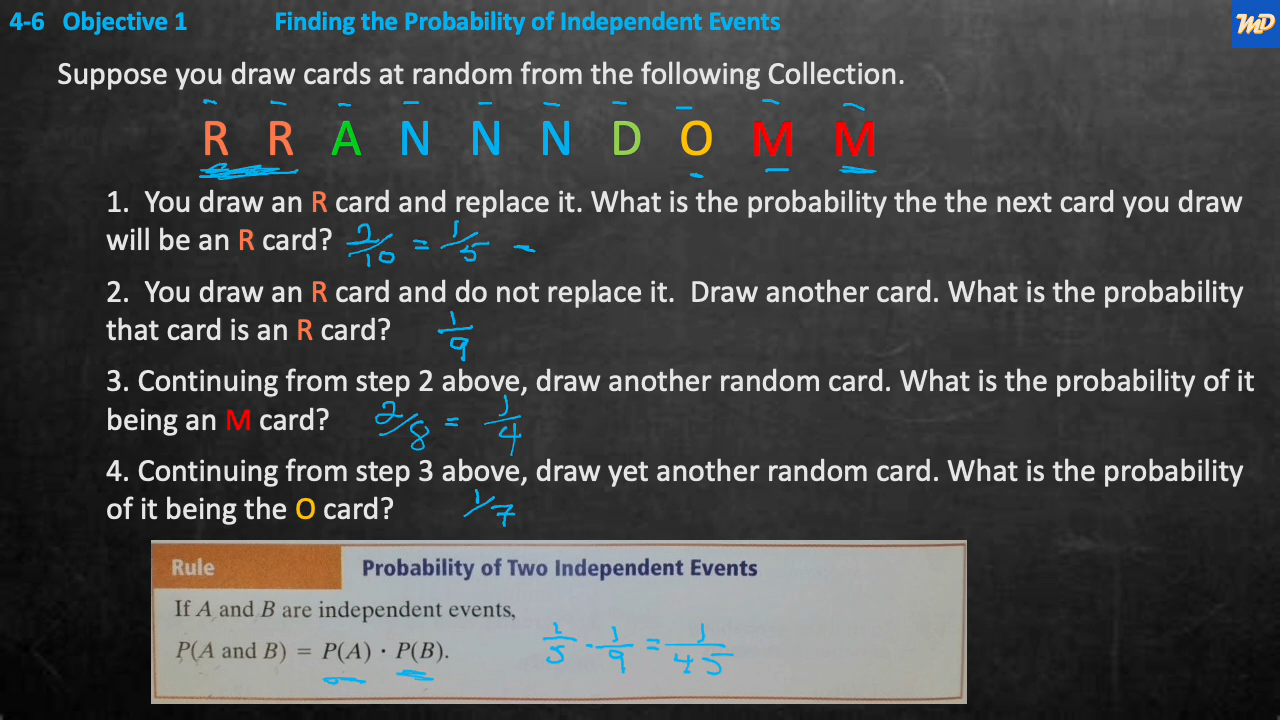 4-6 Objective 1 Finding the Probability of Independent Events
MD
Suppose you draw cards at random from the following Collection.
R R A N N N D O M M
1. You draw an R card and replace it. What is the probability the the next card you draw
will be an R card? 2/10 = 1/5
2. You draw an R card and do not replace it. Draw another card. What is the probability
that card is an R card? 1/9
3. Continuing from step 2 above, draw another random card. What is the probability of it
being an M card? 2/8 = 1/4
4. Continuing from step 3 above, draw yet another random card. What is the probability
of it being the O card? 1/7
Rule Probability of Two Independent Events
If A and B are independent events,
P(A and B) = P(A) · P(B). 1/5 · 1/9 = 1/45